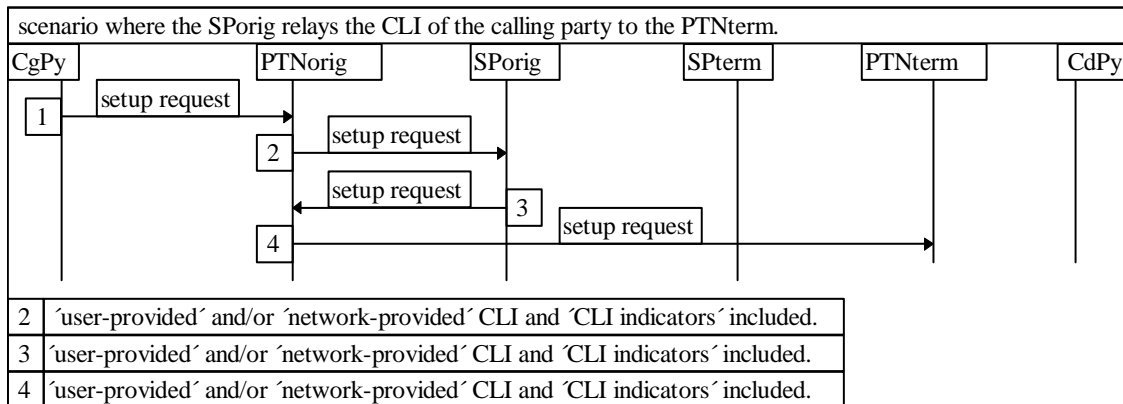 scenario where the SPorig relays the CLI of the calling party to the PTNterm.
CgPy PTNorig SPorig SPterm PTNterm CdPy
1 setup request
2 setup request
setup request 3
4 setup request
2 ´user-provided´ and/or ´network-provided´ CLI and ´CLI indicators´ included.
3 ´user-provided´ and/or ´network-provided´ CLI and ´CLI indicators´ included.
4 ´user-provided´ and/or ´network-provided´ CLI and ´CLI indicators´ included.